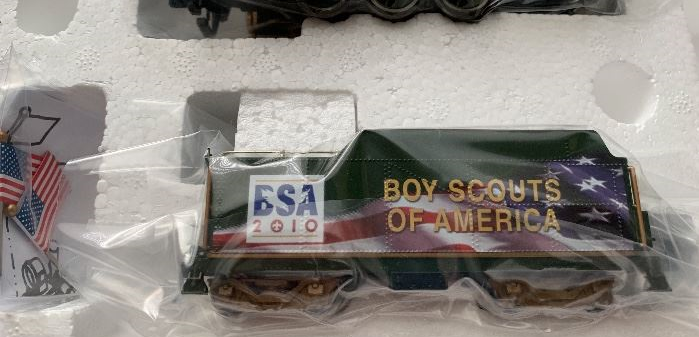 BSA
2010
BOY SCOUTS
OF AMERICA